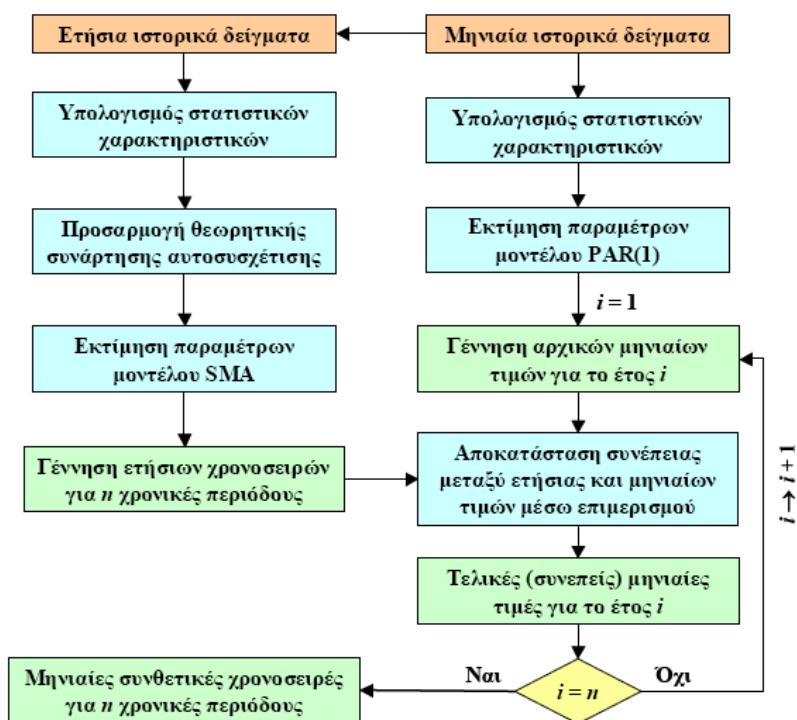 Ετήσια ιστορικά δείγματα
Μηνιαία ιστορικά δείγματα
Υπολογισμός στατιστικών
χαρακτηριστικών
Υπολογισμός στατιστικών
χαρακτηριστικών
Προσαρμογή θεωρητικής
συνάρτησης αυτοσυσχέτισης
Εκτίμηση παραμέτρων
μοντέλου PAR(1)
i = 1
Εκτίμηση παραμέτρων
μοντέλου SMA
Γέννηση αρχικών μηνιαίων
τιμών για το έτος i
Γέννηση ετήσιων χρονοσειρών
για n χρονικές περιόδους
Αποκατάσταση συνέπειας
μεταξύ ετήσιας και μηνιαίων
τιμών μέσω επιμερισμού
i → i + 1
Τελικές (συνεπείς) μηνιαίες
τιμές για το έτος i
Μηνιαίες συνθετικές χρονοσειρές
για n χρονικές περιόδους
Ναι
i = n
Όχι